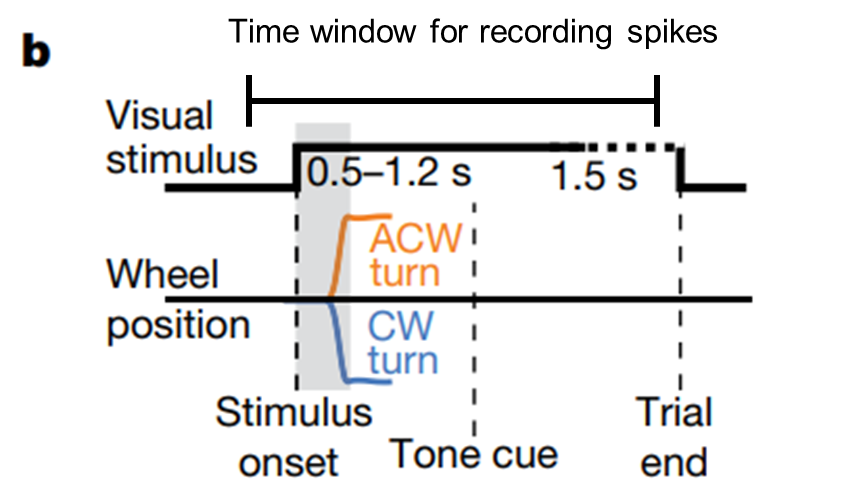 b
Time window for recording spikes
Visual
stimulus
0.5–1.2 s
1.5 s
ACW
turn
Wheel
position
CW
turn
Stimulus
onset
Tone cue
Trial
end